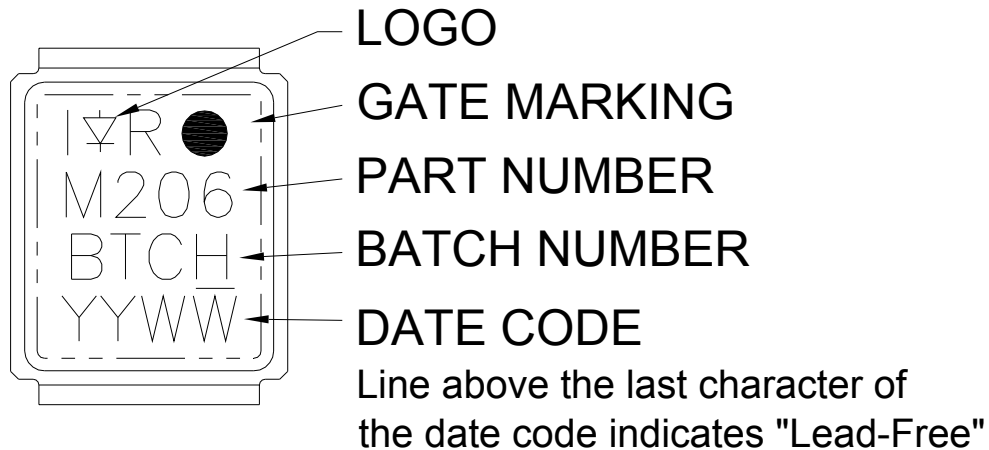 LOGO
I R
GATE MARKING
M206
PART NUMBER
BTCH
BATCH NUMBER
YYWW
DATE CODE
Line above the last character of
the date code indicates "Lead-Free"